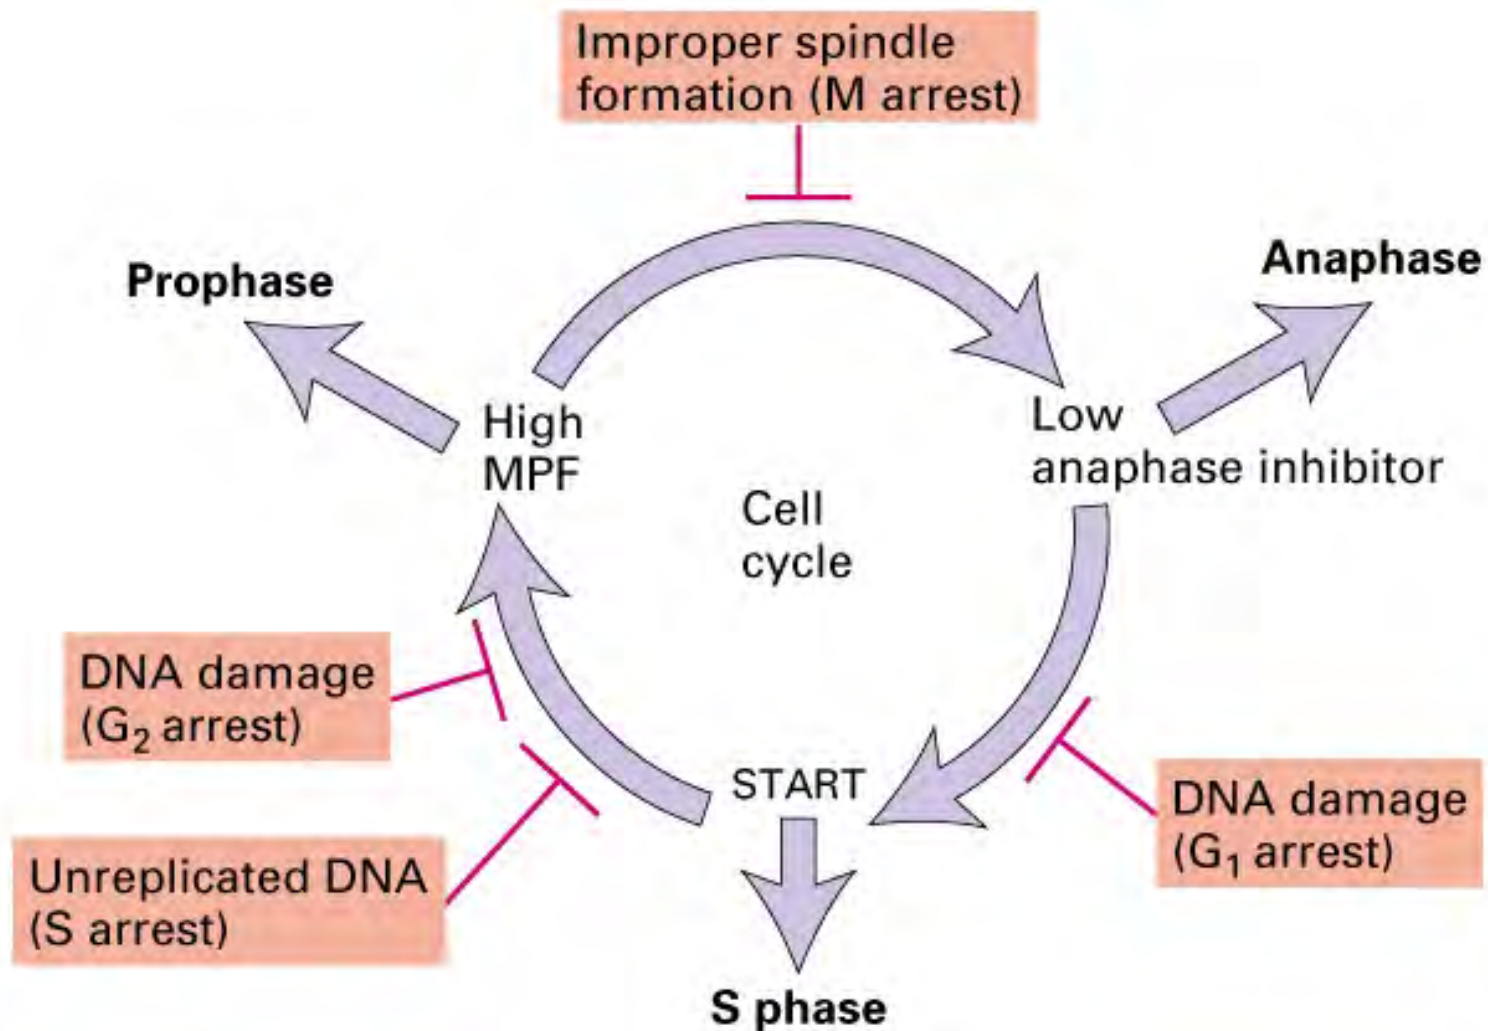 Improper spindle
formation (M arrest)
Prophase
Anaphase
High
MPF
Low
anaphase inhibitor
Cell
cycle
DNA damage
(G₂ arrest)
START
DNA damage
(G₁ arrest)
Unreplicated DNA
(S arrest)
S phase